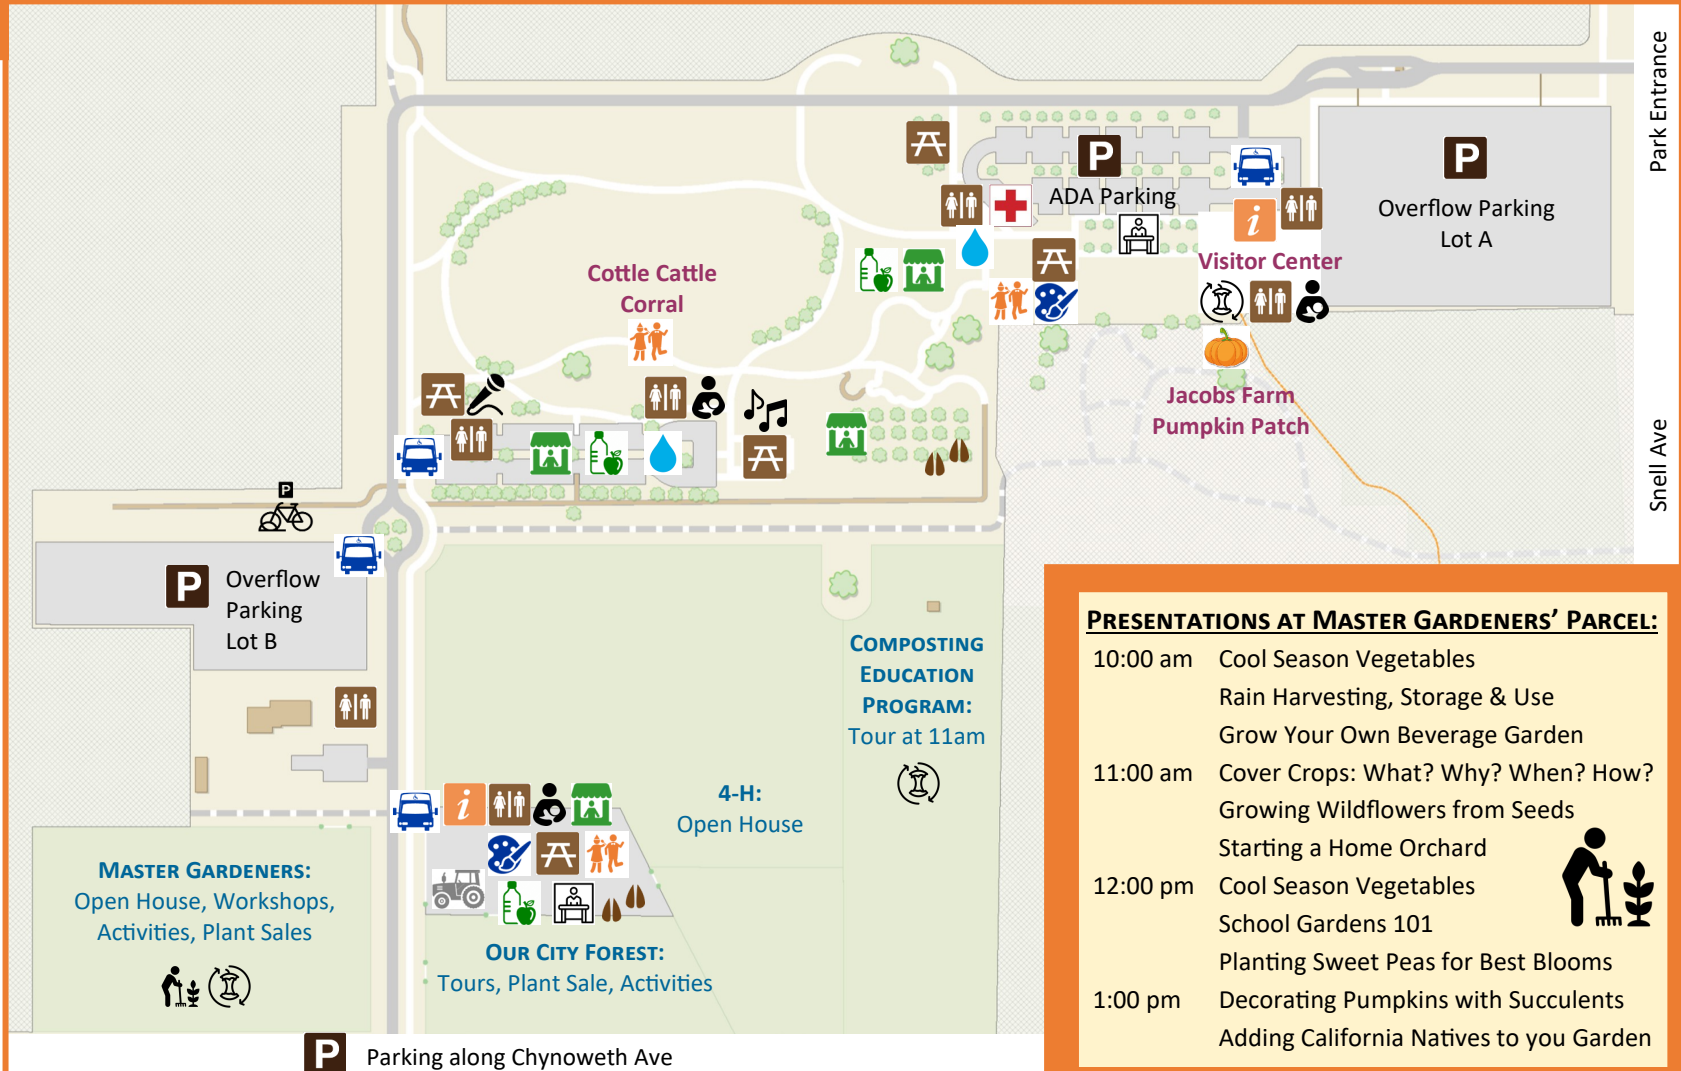 Park Entrance
P
P
ADA Parking
Overflow Parking
Lot A
i
Visitor Center
Cottle Cattle
Corral
Jacobs Farm
Pumpkin Patch
Snell Ave
P
P
Overflow
Parking
Lot B
COMPOSTING
EDUCATION
PROGRAM:
Tour at 11am
i
4-H:
Open House
MASTER GARDENERS:
Open House, Workshops,
Activities, Plant Sales
OUR CITY FOREST:
Tours, Plant Sale, Activities
P Parking along Chynoweth Ave
PRESENTATIONS AT MASTER GARDENERS' PARCEL:
10:00 am Cool Season Vegetables
Rain Harvesting, Storage & Use
Grow Your Own Beverage Garden
11:00 am Cover Crops: What? Why? When? How?
Growing Wildflowers from Seeds
Starting a Home Orchard
12:00 pm Cool Season Vegetables
School Gardens 101
Planting Sweet Peas for Best Blooms
1:00 pm Decorating Pumpkins with Succulents
Adding California Natives to you Garden